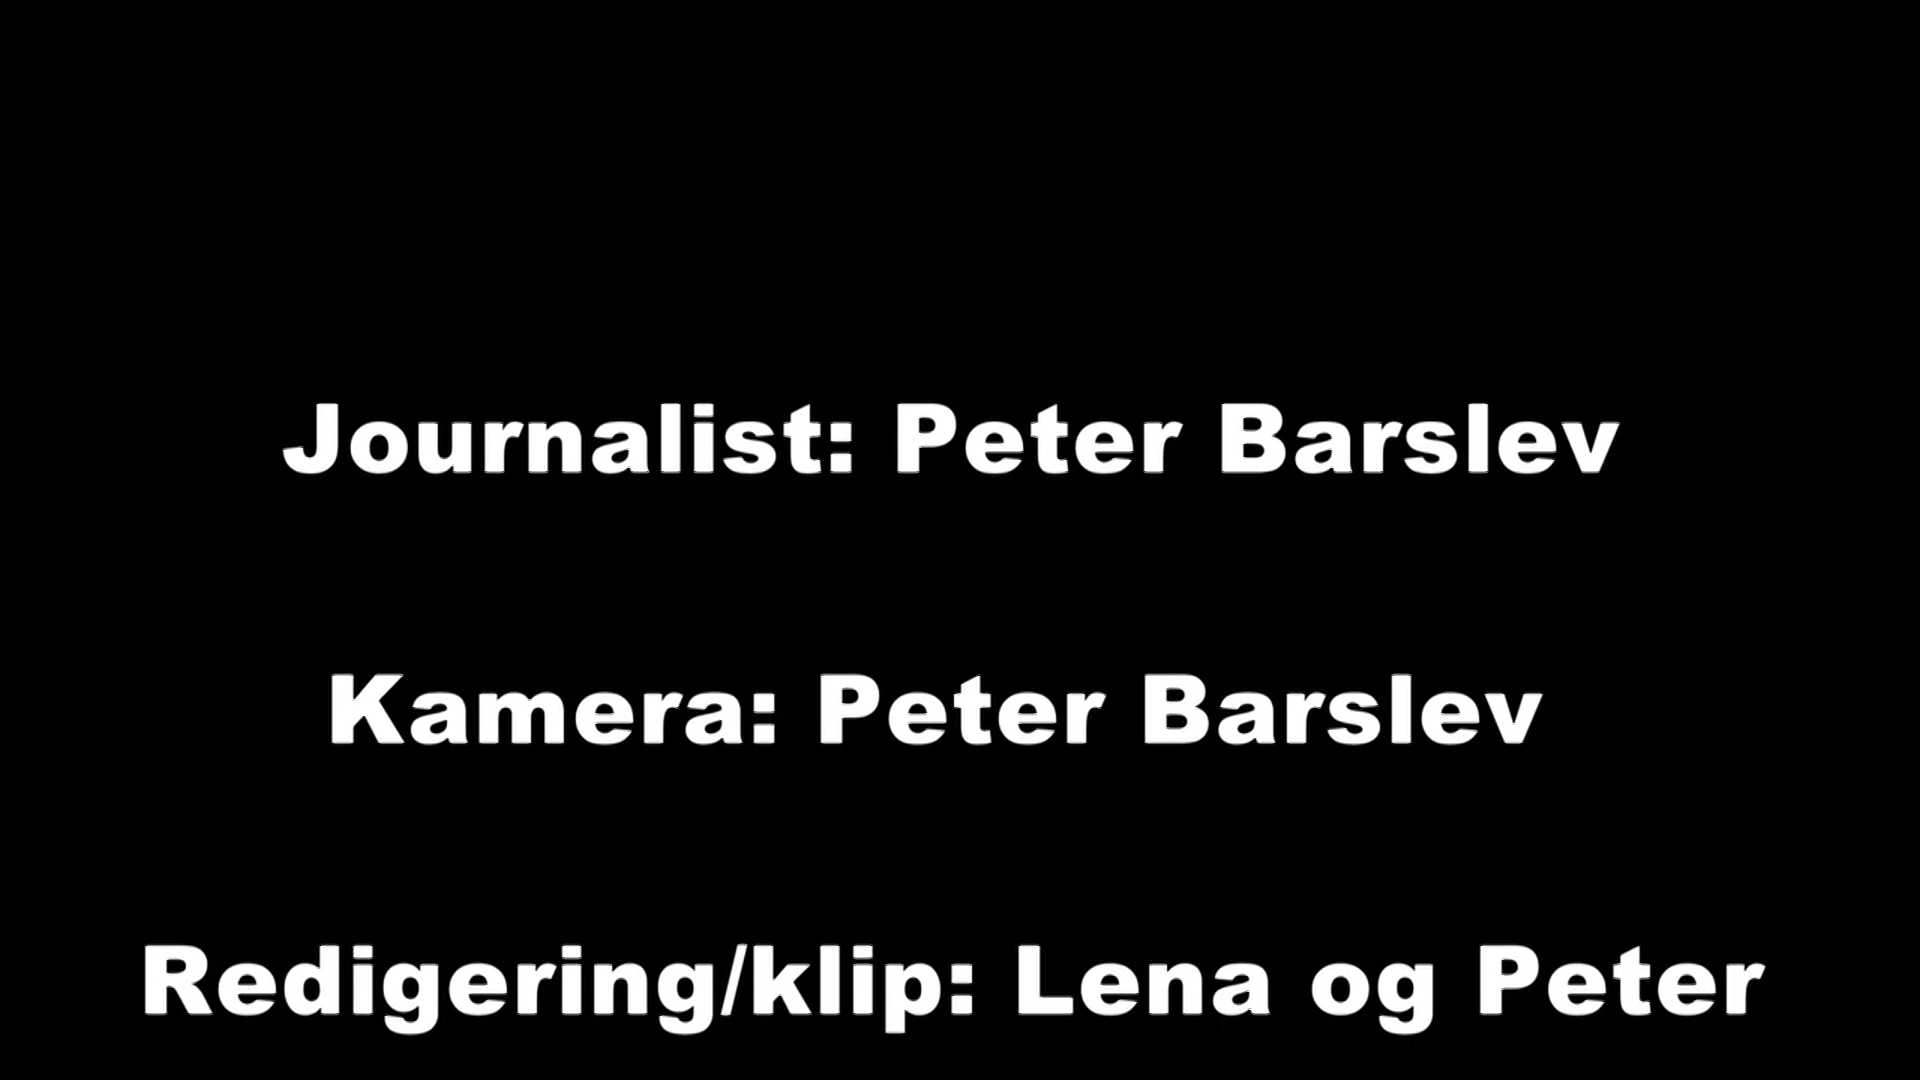 Journalist: Peter Barslev
Kamera: Peter Barslev
Redigering/klip: Lena og Peter